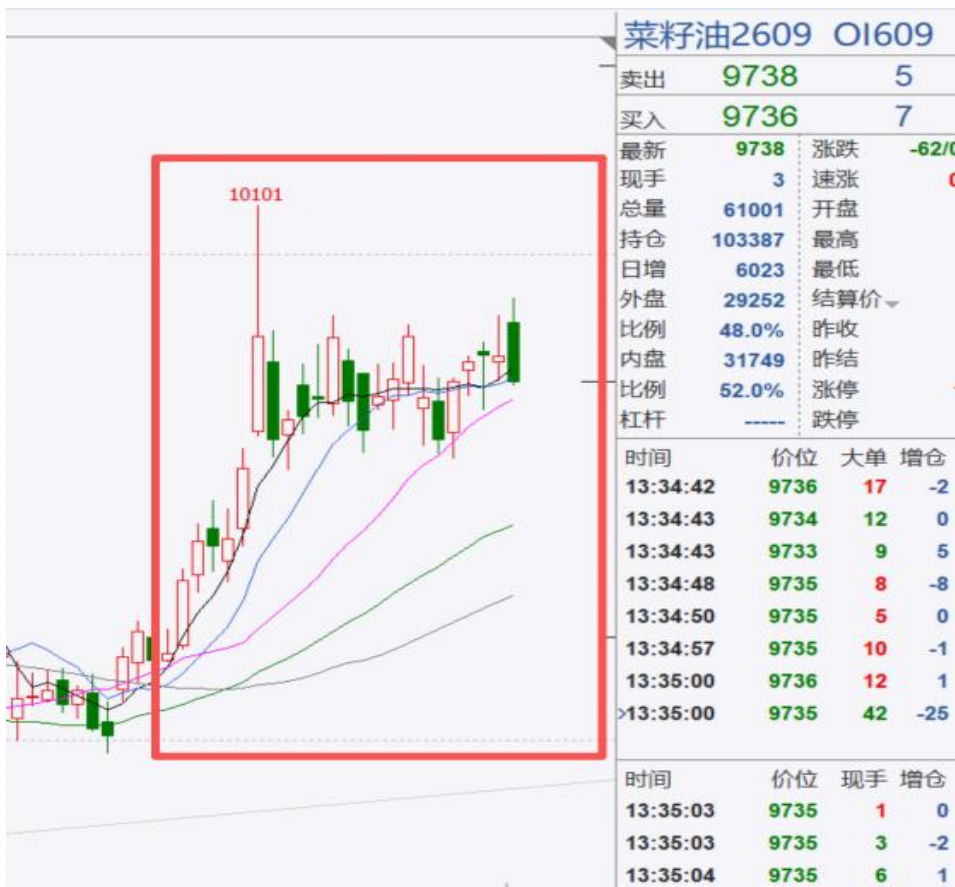 菜籽油2609 OI609
卖出 9738 5
买入 9736 7
最新 9738 涨跌 -62/0
现手 3 速涨 0
总量 61001 开盘
持仓 103387 最高
日增 6023 最低
外盘 29252 结算价
比例 48.0% 昨收
内盘 31749 昨结
比例 52.0% 涨停
杠杆 ----- 跌停
10101
时间 价位 大单 增仓
13:34:42 9736 17 -2
13:34:43 9734 12 0
13:34:43 9733 9 5
13:34:48 9735 8 -8
13:34:50 9735 5 0
13:34:57 9735 10 -1
13:35:00 9736 12 1
>13:35:00 9735 42 -25
时间 价位 现手 增仓
13:35:03 9735 1 0
13:35:03 9735 3 -2
13:35:04 9735 6 1